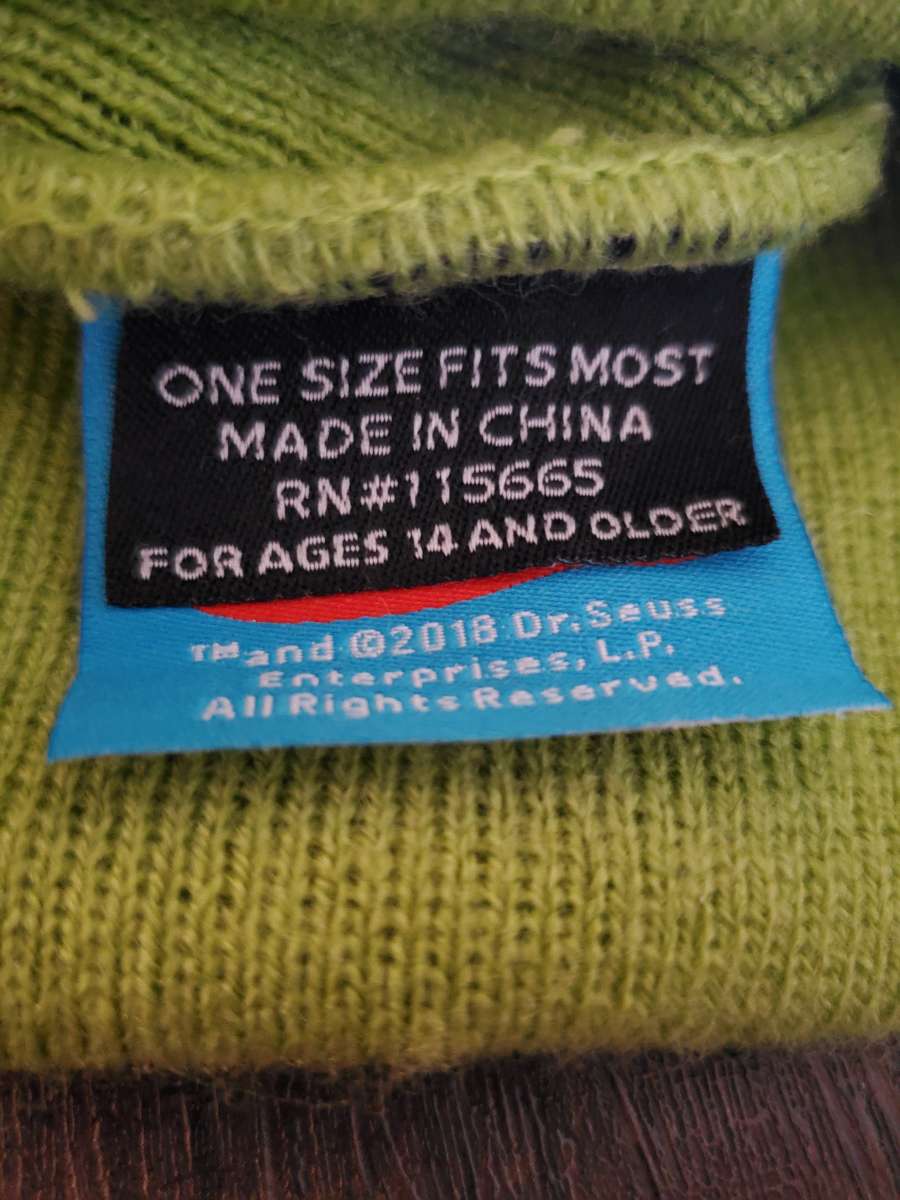 ONE SIZE FITS MOST
MADE IN CHINA
RN#115665
FOR AGES 14 AND OLDER
™and ©2018 Dr.Seuss
Enterprises, L.P.
All Rights Reserved.